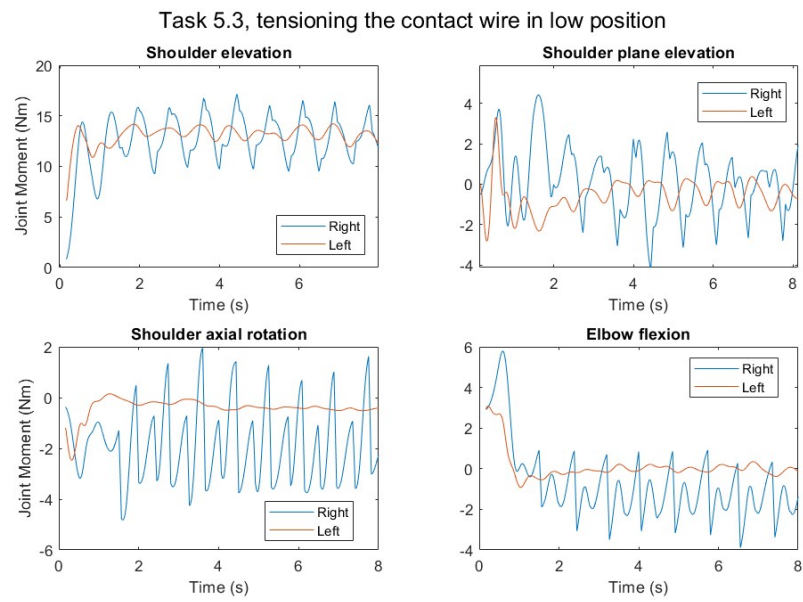 Task 5.3, tensioning the contact wire in low position
Shoulder elevation
20
15
10
5
0
Joint Moment (Nm)
0 2 4 6
Time (s)
Right
Left
Shoulder plane elevation
4
2
0
-2
-4
0 2 4 6 8
Time (s)
Right
Left
Shoulder axial rotation
2
0
-2
-4
-6
Joint Moment (Nm)
0 2 4 6 8
Time (s)
Right
Left
Elbow flexion
6
4
2
0
-2
-4
0 2 4 6 8
Time (s)
Right
Left